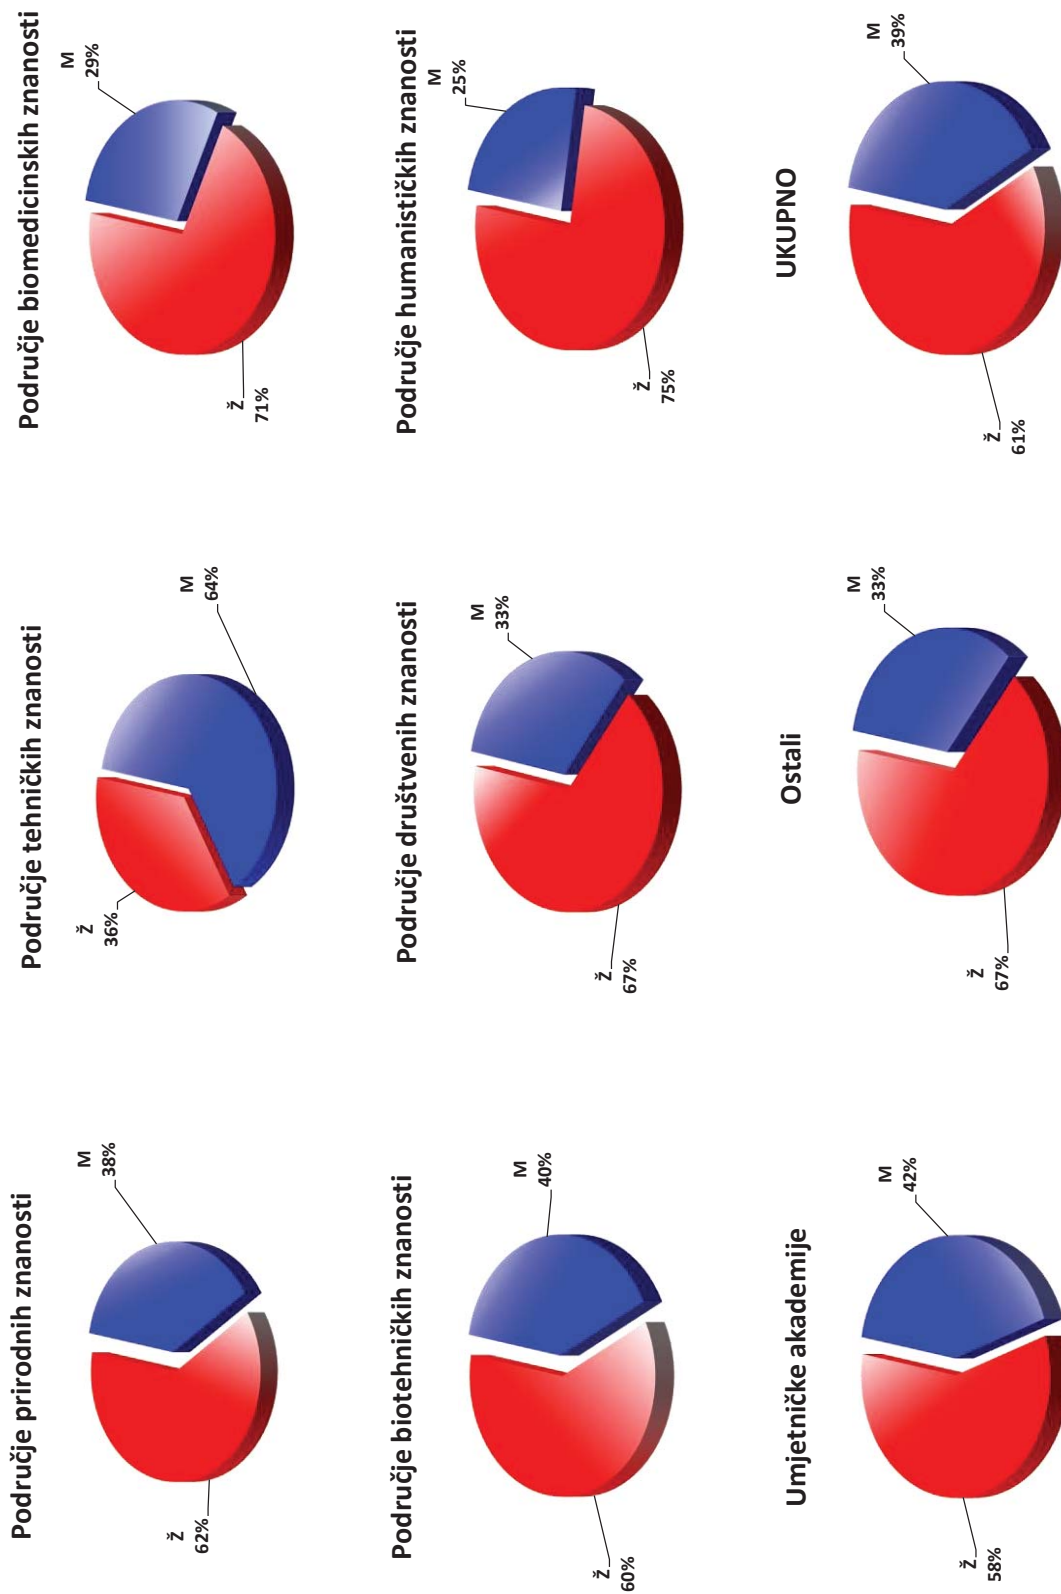 Područje prirodnih znanosti
M
38%
Ž
62%
Područje tehničkih znanosti
M
64%
Ž
36%
Područje biomedicinskih znanosti
M
29%
Ž
71%
Područje biotehničkih znanosti
M
40%
Ž
60%
Područje društvenih znanosti
M
33%
Ž
67%
Područje humanističkih znanosti
M
25%
Ž
75%
Umjetničke akademije
M
42%
Ž
58%
Ostali
M
33%
Ž
67%
UKUPNO
M
39%
Ž
61%